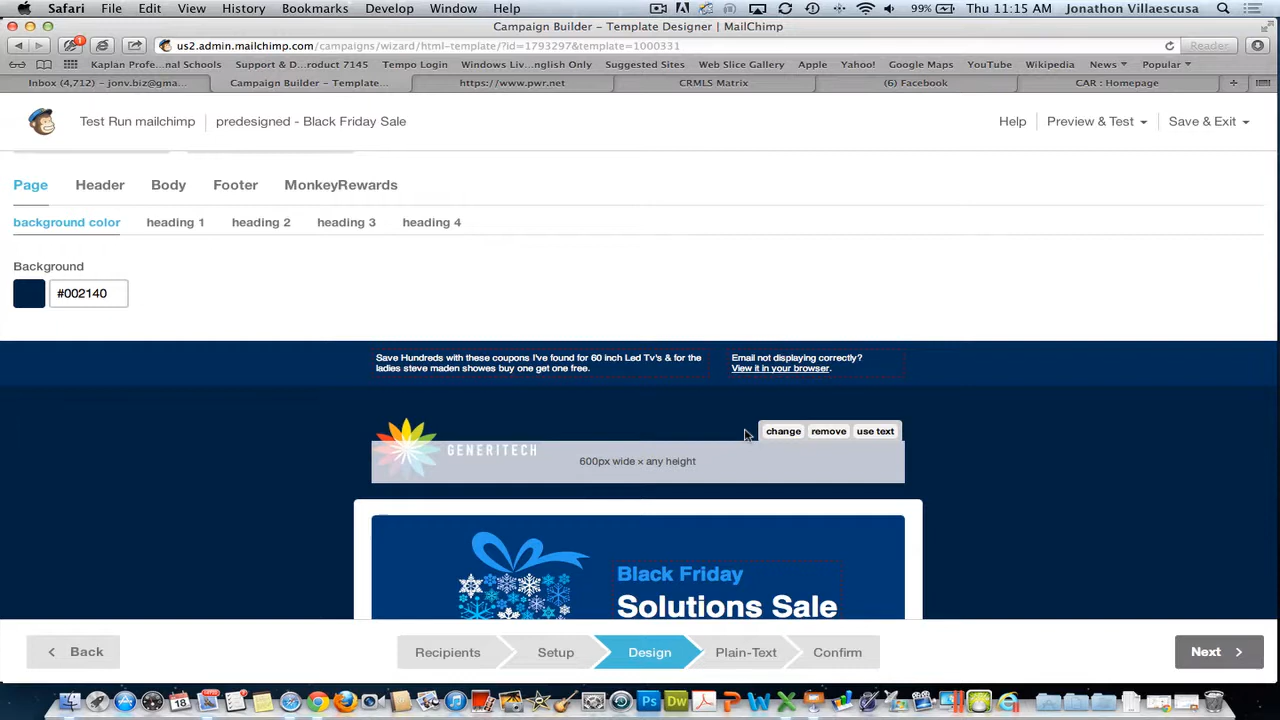 Safari File Edit View History Bookmarks Develop Window Help 99% Thu 11:15 AM Jonathon Villaescusa
Campaign Builder – Template Designer | MailChimp
us2.admin.mailchimp.com/campaigns/wizard/html-template/?id=1793297&template=1000331 Reader
Kaplan Profe...nal Schools Support & D...roduct 7145 Tempo Login Windows Liv...nglish Only Suggested Sites Web Slice Gallery Apple Yahoo! Google Maps YouTube Wikipedia News Popular
Inbox (4,712) – jonv.biz@gma... Campaign Builder – Template... https://www.pwr.net CRMLS Matrix (6) Facebook CAR : Homepage
Test Run mailchimp predesigned - Black Friday Sale Help Preview & Test Save & Exit
Page Header Body Footer MonkeyRewards
background color heading 1 heading 2 heading 3 heading 4
Background
#002140
Save Hundreds with these coupons I've found for 60 inch Led Tv's & for the
ladies steve maden showes buy one get one free.
Email not displaying correctly?
View it in your browser.
change remove use text
GENERITECH
600px wide × any height
Black Friday
Solutions Sale
Back Recipients Setup Design Plain-Text Confirm Next